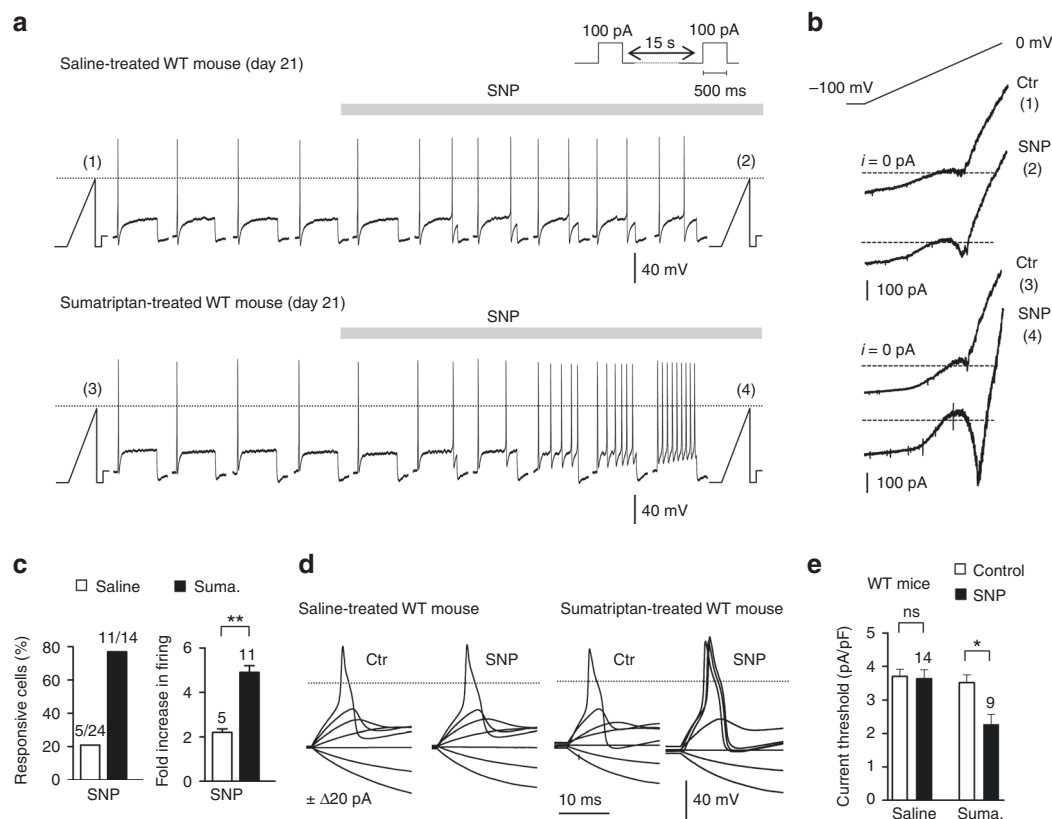 a
100 pA
15 s
100 pA
500 ms
Saline-treated WT mouse (day 21)
SNP
(1)
(2)
40 mV
Sumatriptan-treated WT mouse (day 21)
SNP
(3)
(4)
40 mV
b
0 mV
−100 mV
Ctr
(1)
i = 0 pA
SNP
(2)
100 pA
Ctr
(3)
i = 0 pA
SNP
(4)
100 pA
c
Saline
Suma.
Responsive cells (%)
80
60
40
20
0
5/24
11/14
SNP
Fold increase in firing
6
4
2
0
5
**
11
SNP
d
Saline-treated WT mouse
Sumatriptan-treated WT mouse
Ctr
SNP
Ctr
SNP
± Δ20 pA
10 ms
40 mV
e
WT mice
Control
SNP
Current threshold (pA/pF)
5
4
3
2
1
0
ns
14
*
9
Saline
Suma.